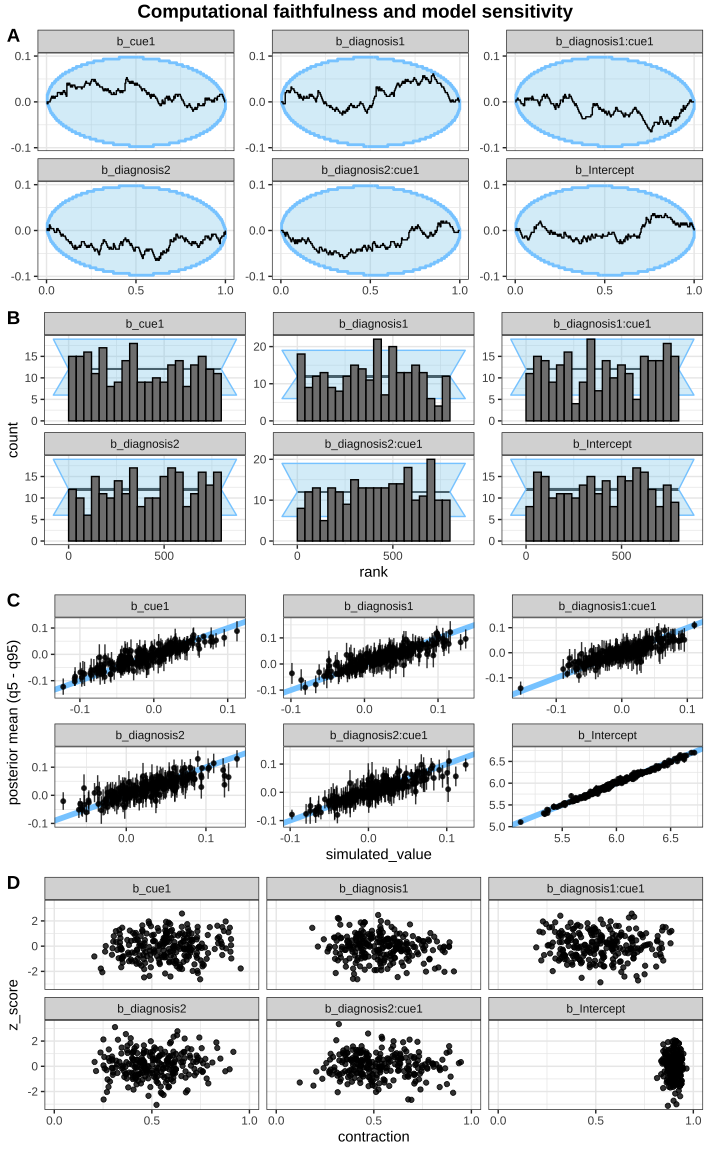 Computational faithfulness and model sensitivity
A
b_cue1 b_diagnosis1 b_diagnosis1:cue1
0.1
0.0
-0.1
b_diagnosis2 b_diagnosis2:cue1 b_Intercept
0.1
0.0
-0.1
0.0 0.5 1.0 0.0 0.5 1.0 0.0 0.5 1.0
B
b_cue1 b_diagnosis1 b_diagnosis1:cue1
15 20 15
10 10 10
5 5
0 0 0
count
b_diagnosis2 b_diagnosis2:cue1 b_Intercept
15 20 15
10 10 10
5 5
0 0 0
0 500 0 500 0 500
rank
C
b_cue1 b_diagnosis1 b_diagnosis1:cue1
0.1 0.1 0.1
0.0 0.0 0.0
-0.1 -0.1 -0.1
-0.1 0.0 0.1 -0.1 0.0 0.1 -0.1 0.0 0.1
posterior mean (q5 - q95)
b_diagnosis2 b_diagnosis2:cue1 b_Intercept
0.1 0.1 6.5
0.0 0.0 6.0
-0.1 -0.1 5.5
5.0
0.0 0.1 -0.1 0.0 0.1 5.5 6.0 6.5
simulated_value
D
b_cue1 b_diagnosis1 b_diagnosis1:cue1
2
0
-2
z_score
b_diagnosis2 b_diagnosis2:cue1 b_Intercept
2
0
-2
0.0 0.5 1.0 0.0 0.5 1.0 0.0 0.5 1.0
contraction